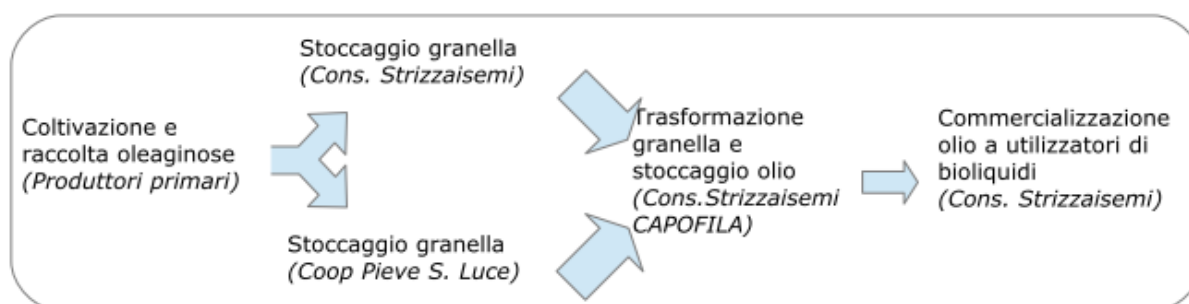 Coltivazione e
raccolta oleaginose
(Produttori primari)
Stoccaggio granella
(Cons. Strizzaisemi)
Stoccaggio granella
(Coop Pieve S. Luce)
Trasformazione
granella e
stoccaggio olio
(Cons.Strizzaisemi
CAPOFILA)
Commercializzazione
olio a utilizzatori di
bioliquidi
(Cons. Strizzaisemi)